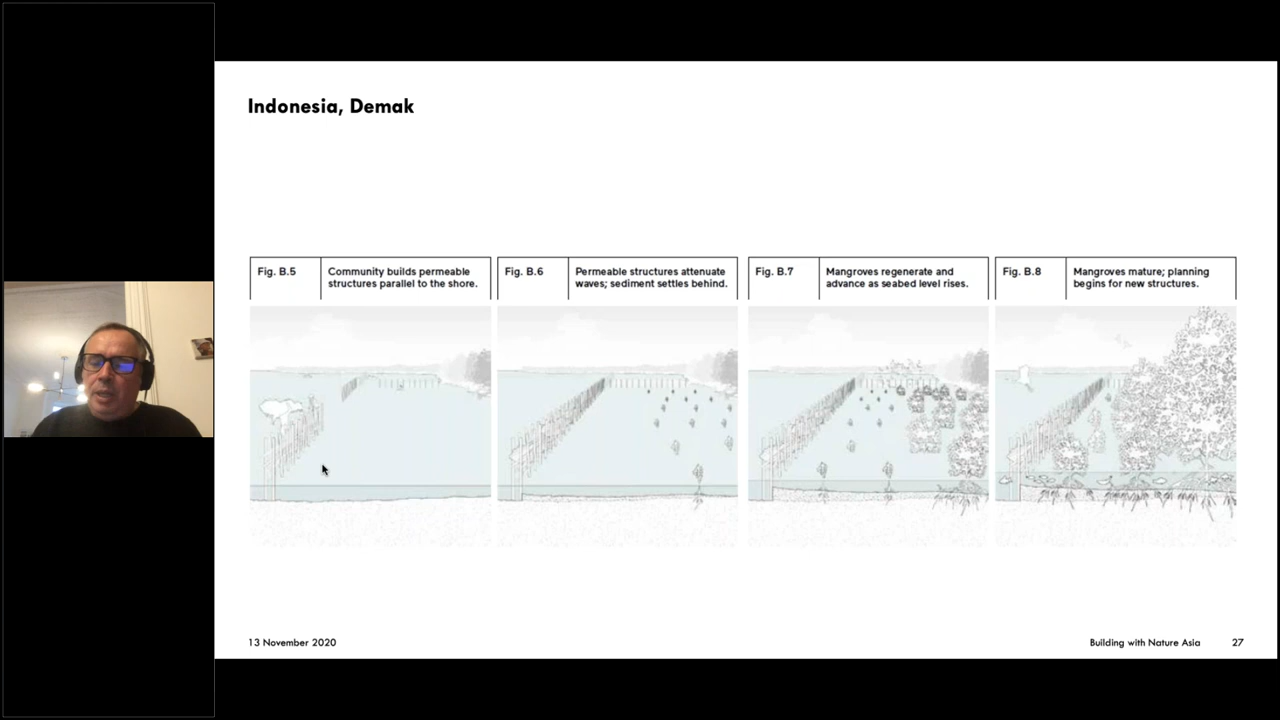 Indonesia, Demak
Fig. B.5
Community builds permeable
structures parallel to the shore.
Fig. B.6
Permeable structures attenuate
waves; sediment settles behind.
Fig. B.7
Mangroves regenerate and
advance as seabed level rises.
Fig. B.8
Mangroves mature; planning
begins for new structures.
13 November 2020
Building with Nature Asia
27